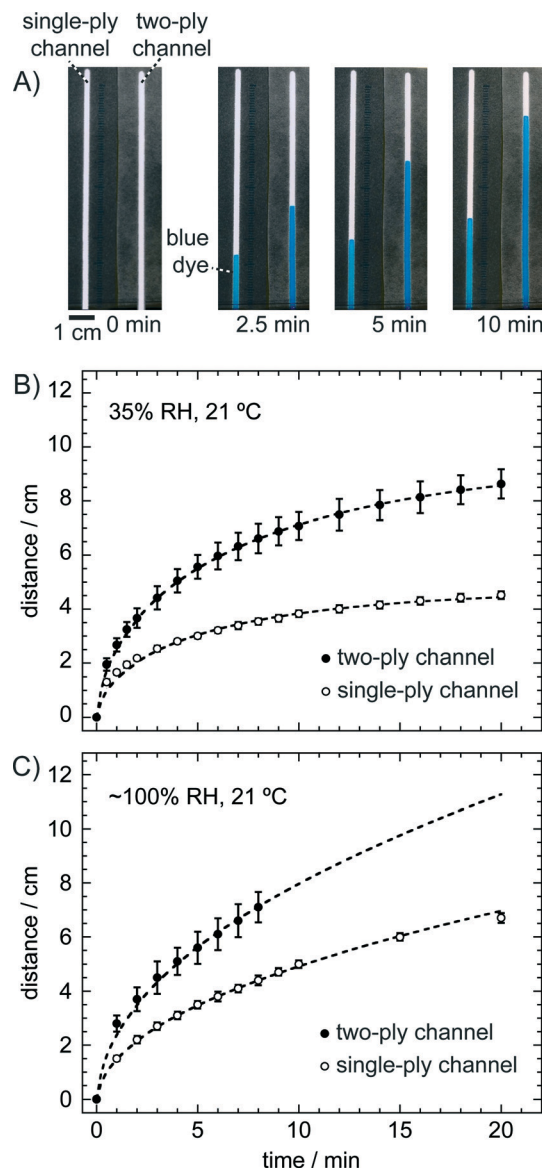 single-ply
channel
two-ply
channel
A)
blue
dye
1 cm
0 min
2.5 min
5 min
10 min
B)
35% RH, 21 ºC
distance / cm
12
10
8
6
4
2
0
two-ply channel
single-ply channel
C)
~100% RH, 21 ºC
distance / cm
12
10
8
6
4
2
0
two-ply channel
single-ply channel
0
5
10
15
20
time / min